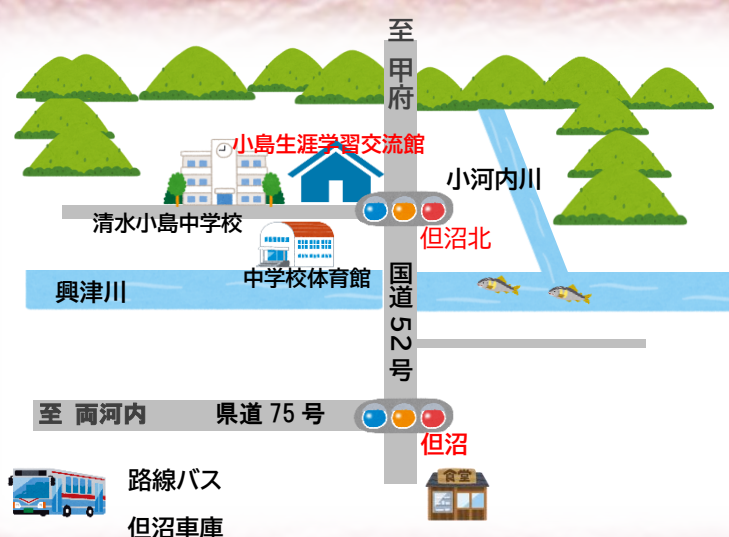 至 甲府
小島生涯学習交流館
小河内川
清水小島中学校
但沼北
中学校体育館
興津川
国道52号
至 両河内
県道 75 号
但沼
食堂
路線バス
但沼車庫